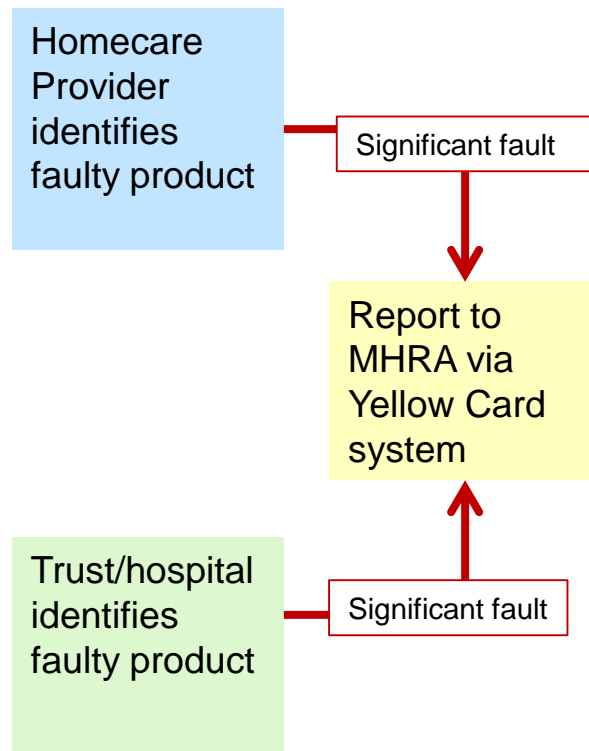 Homecare
Provider
identifies
faulty product
Significant fault
Report to
MHRA via
Yellow Card
system
Trust/hospital
identifies
faulty product
Significant fault